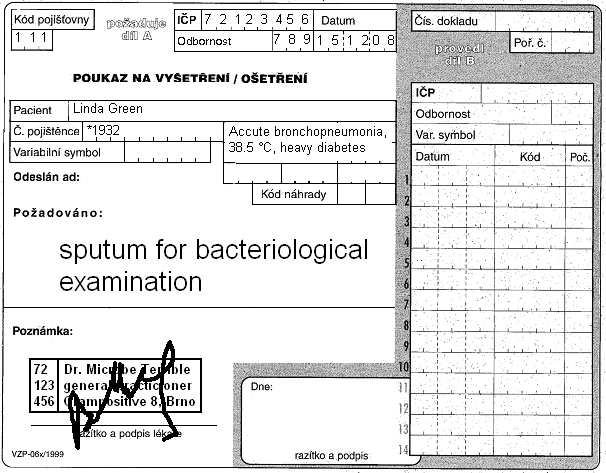 Kód pojišťovny
1 1 1
požaduje
díl A
IČP 7 2 1 2 3 4 5 6 Datum
Odbornost 7 8 9 1 5 1 2 0 8
Čís. dokladu
Poř. č.
provedl
díl B
POUKAZ NA VYŠETŘENÍ / OŠETŘENÍ
Pacient Linda Green
Č. pojištěnce *1932
Variabilní symbol
Accute bronchopneumonia,
38.5 °C, heavy diabetes
Odeslán ad:
Kód náhrady
Požadováno:
sputum for bacteriological
examination
Poznámka:
72 Dr. Microbe Terrible
123 general practicioner
456 Grampositive 8, Brno
razítko a podpis lékaře
VZP-06x/1999
Dne:
razítko a podpis
IČP
Odbornost
Var. symbol
Datum Kód Poč.
1
2
3
4
5
6
7
8
9
10
11
12
13
14